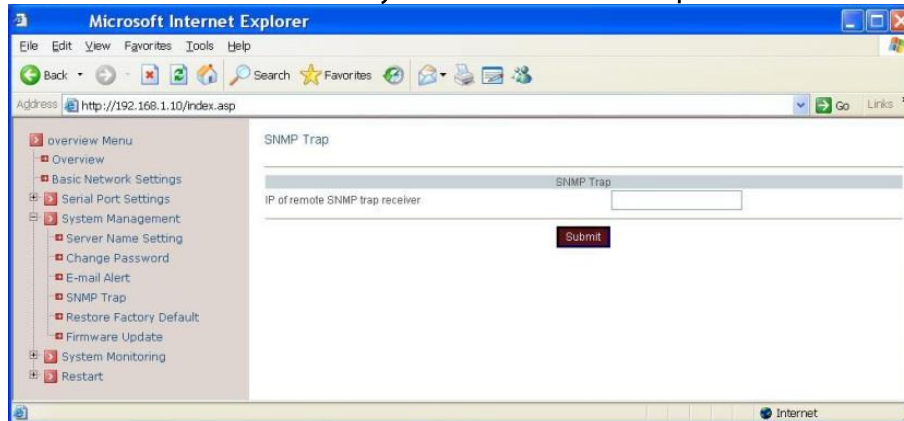 Microsoft Internet Explorer
File Edit View Favorites Tools Help
Back Search Favorites
Address http://192.168.1.10/index.asp Go Links
overview Menu
Overview
Basic Network Settings
Serial Port Settings
System Management
Server Name Setting
Change Password
E-mail Alert
SNMP Trap
Restore Factory Default
Firmware Update
System Monitoring
Restart
SNMP Trap
SNMP Trap
IP of remote SNMP trap receiver
Submit
Internet